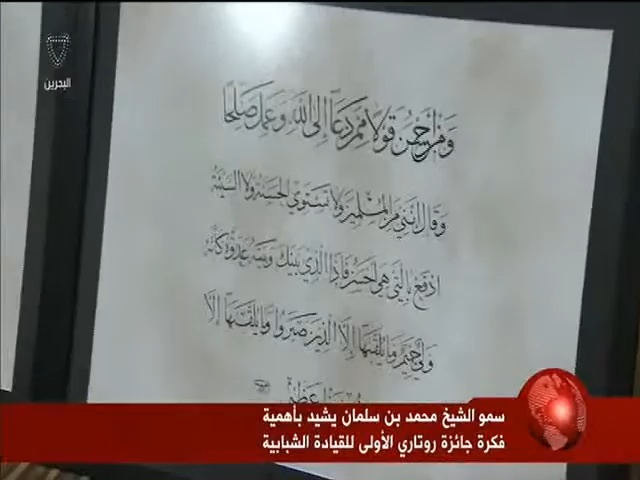 البحرين
ومن أحسن قولا ممن دعا إلى الله وعمل صالحا
وقال إنني من المسلمين ولا تستوي الحسنة ولا السيئة
ادفع بالتي هي أحسن فإذا الذي بينك وبينه عداوة كأنه
ولي حميم وما يلقاها إلا الذين صبروا وما يلقاها إلا
عظيم
سمو الشيخ محمد بن سلمان يشيد بأهمية
فكرة جائزة روتاري الأولى للقيادة الشبابية